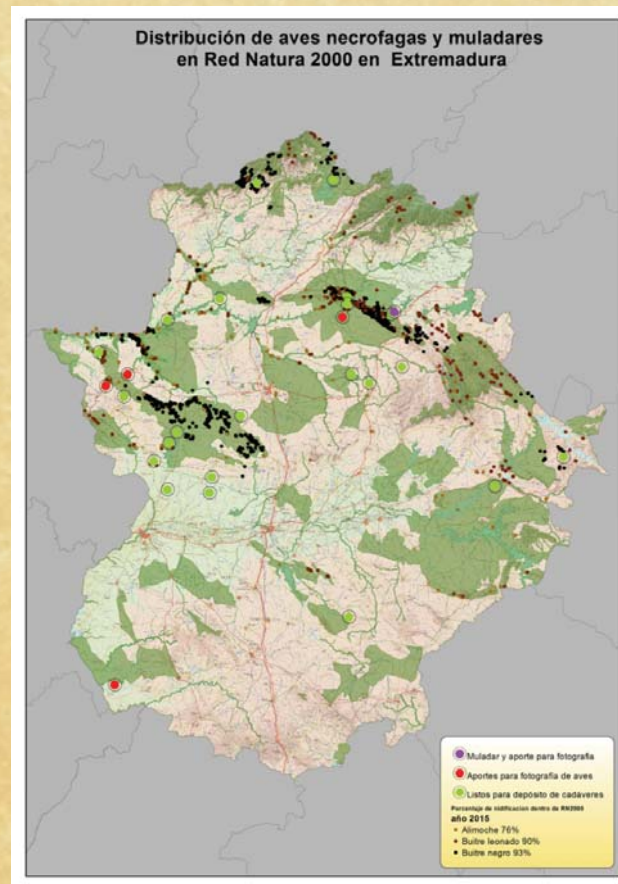 Distribución de aves necrofagas y muladares
en Red Natura 2000 en Extremadura
Muladar y aporte para fotografía
Aportes para fotografía de aves
Listos para depósito de cadáveres
Porcentaje de nidificacion dentro de RN2000
año 2015
Alimoche 76%
Buitre leonado 90%
Buitre negro 93%